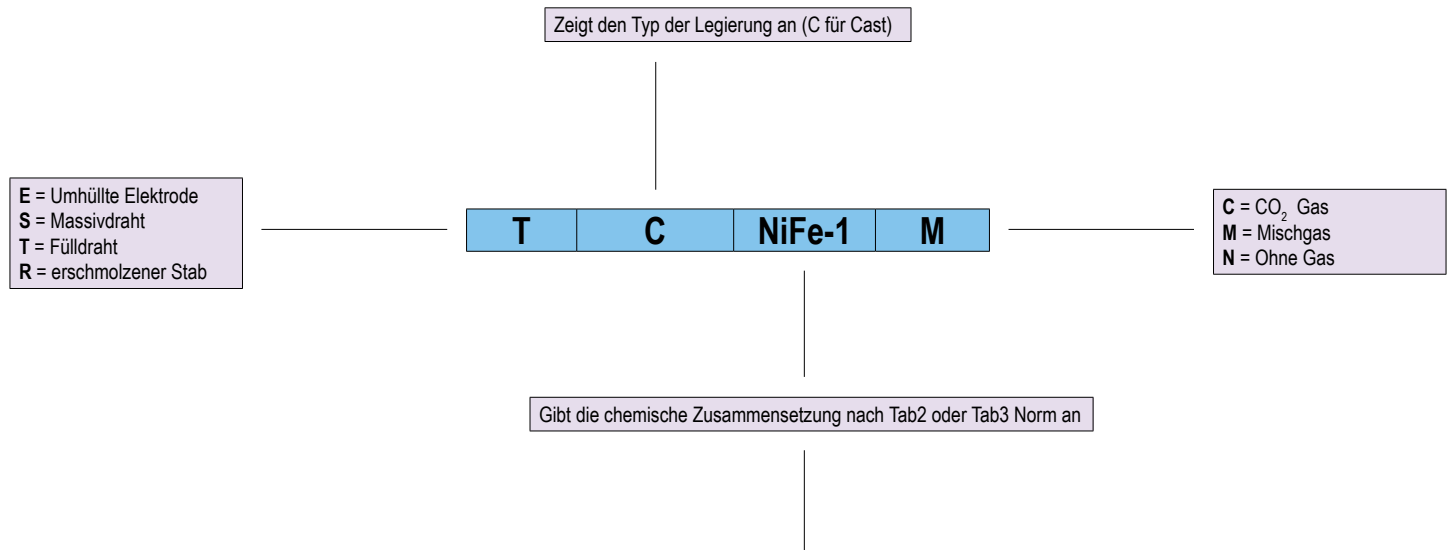 Zeigt den Typ der Legierung an (C für Cast)
E = Umhüllte Elektrode
S = Massivdraht
T = Fülldraht
R = erschmolzener Stab
T C NiFe-1 M
C = CO₂ Gas
M = Mischgas
N = Ohne Gas
Gibt die chemische Zusammensetzung nach Tab2 oder Tab3 Norm an